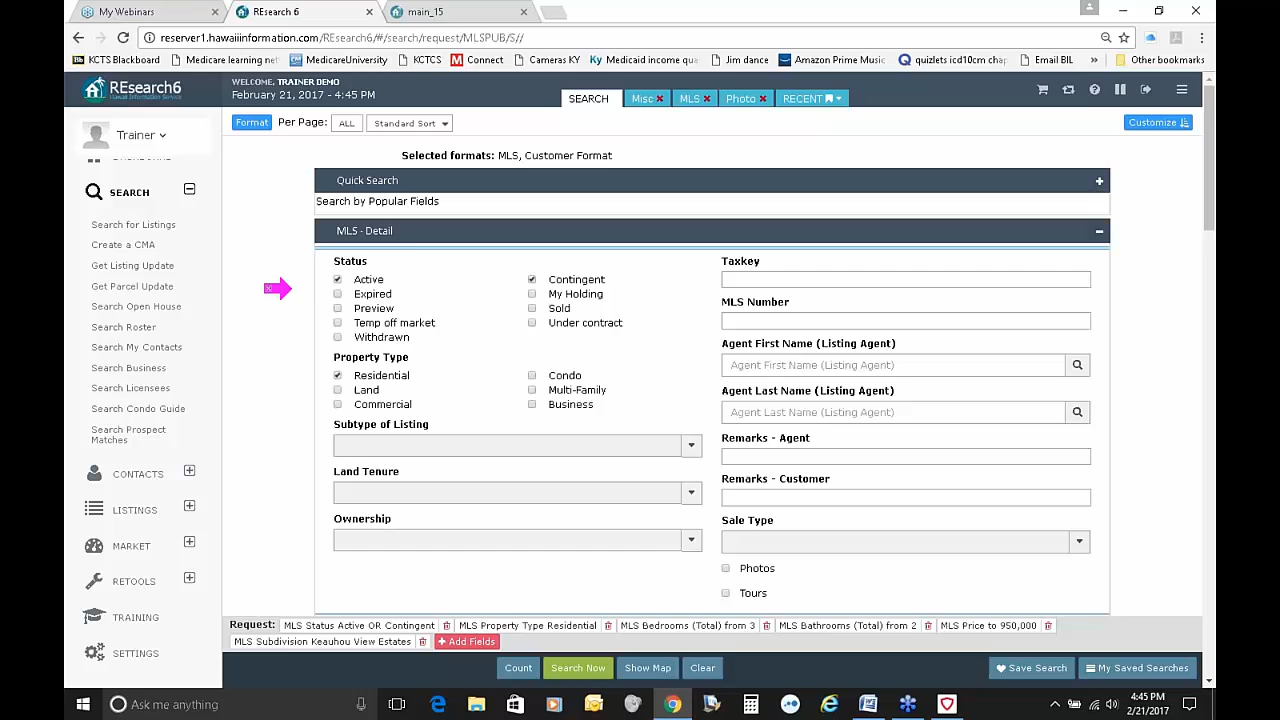 My Webinars
REsearch 6
main_15
reserver1.hawaiiinformation.com/REsearch6/#/search/request/MLSPUB/S//
Bb KCTS Blackboard
Medicare learning net
MedicareUniversity
KCTCS
Connect
Cameras KY
Ky Medicaid income qu
Jim dance
Amazon Prime Music
quizlets icd10cm chap
Email BIL
»
Other bookmarks
REsearch6
Hawaii Information Service
WELCOME, TRAINER DEMO
February 21, 2017 - 4:45 PM
SEARCH
Misc
MLS
Photo
RECENT
Trainer
Format
Per Page:
ALL
Standard Sort
Customize
Selected formats: MLS, Customer Format
SEARCH
Search for Listings
Create a CMA
Get Listing Update
Get Parcel Update
Search Open House
Search Roster
Search My Contacts
Search Business
Search Licensees
Search Condo Guide
Search Prospect
Matches
CONTACTS
LISTINGS
MARKET
RETOOLS
TRAINING
SETTINGS
Quick Search
Search by Popular Fields
MLS - Detail
Status
Active
Contingent
Expired
My Holding
Preview
Sold
Temp off market
Under contract
Withdrawn
Property Type
Residential
Condo
Land
Multi-Family
Commercial
Business
Subtype of Listing
Land Tenure
Ownership
Taxkey
MLS Number
Agent First Name (Listing Agent)
Agent First Name (Listing Agent)
Agent Last Name (Listing Agent)
Agent Last Name (Listing Agent)
Remarks - Agent
Remarks - Customer
Sale Type
Photos
Tours
Request: MLS Status Active OR Contingent MLS Property Type Residential MLS Bedrooms (Total) from 3 MLS Bathrooms (Total) from 2 MLS Price to 950,000
MLS Subdivision Keauhou View Estates + Add Fields
Count
Search Now
Show Map
Clear
Save Search
My Saved Searches
Ask me anything
4:45 PM
2/21/2017